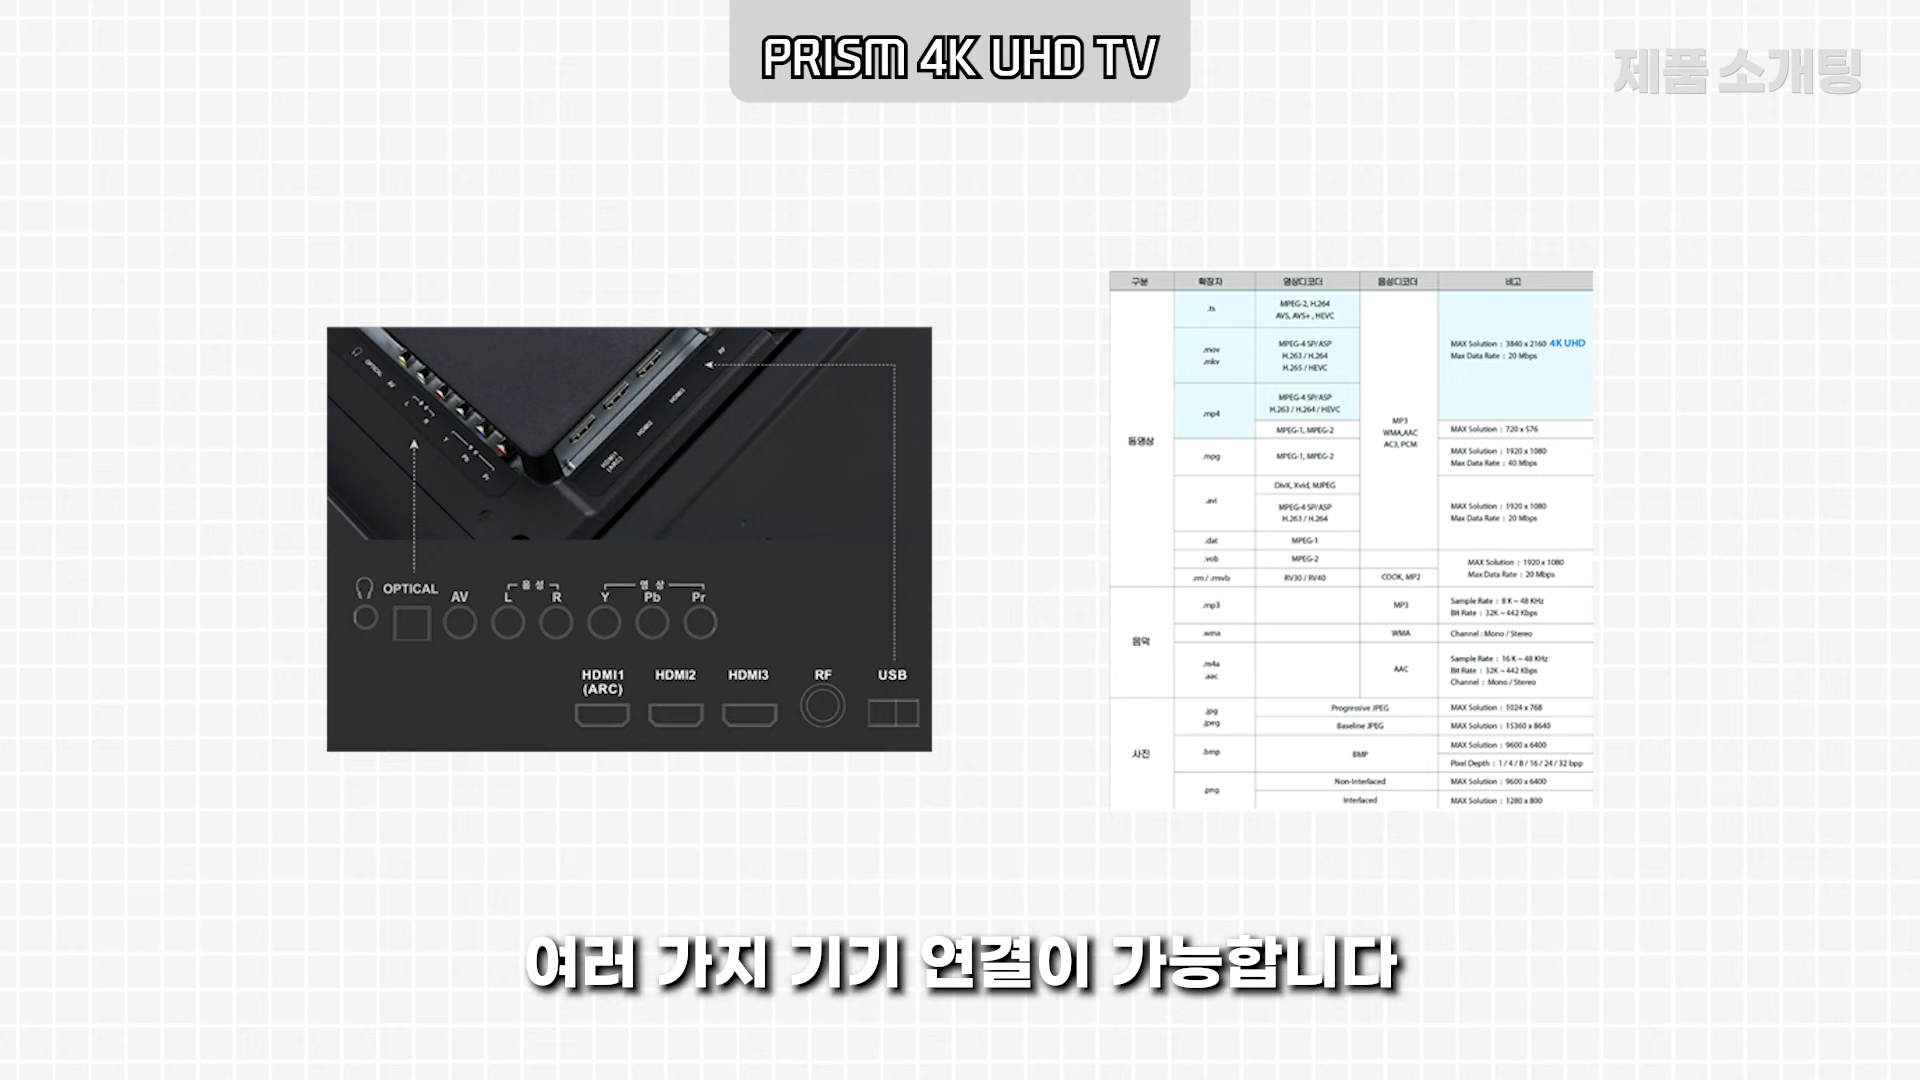 PRISM 4K UHD TV
제품 소개팅
OPTICAL
AV
L
R
Y
Pb
Pr
HDMI1
(ARC)
HDMI2
HDMI3
RF
OPTICAL AV 음성 L R 영상 Y Pb Pr
HDMI1
(ARC)
HDMI2 HDMI3 RF USB
구분 확장자 영상디코더 음성디코더 비고
동영상
.ts
MPEG-2, H.264
AVS, AVS+ , HEVC
.mov
.mkv
MPEG-4 SP/ASP
H.263 / H.264
H.265 / HEVC
.mp4
MPEG-4 SP/ASP
H.263 / H.264 / HEVC
MPEG-1, MPEG-2
.mpg
MPEG-1, MPEG-2
.avi
DivX, Xvid, MJPEG
MPEG-4 SP/ASP
H.263 / H.264
.dat
MPEG-1
.vob
MPEG-2
.rm / .rmvb
RV30 / RV40
MP3
WMA,AAC
AC3, PCM
COOK, MP2
MAX Solution : 3840 x 2160 4K UHD
Max Data Rate : 20 Mbps
MAX Solution : 720 x 576
MAX Solution : 1920 x 1080
Max Data Rate : 40 Mbps
MAX Solution : 1920 x 1080
Max Data Rate : 20 Mbps
MAX Solution : 1920 x 1080
Max Data Rate : 20 Mbps
음악
.mp3
MP3
Sample Rate : 8 K ~ 48 KHz
Bit Rate : 32K ~ 442 Kbps
.wma
WMA
Channel : Mono / Stereo
.m4a
.aac
AAC
Sample Rate : 16 K ~ 48 KHz
Bit Rate : 32K ~ 442 Kbps
Channel : Mono / Stereo
사진
.jpg
.jpeg
Progressive JPEG
MAX Solution : 1024 x 768
Baseline JPEG
MAX Solution : 15360 x 8640
.bmp
BMP
MAX Solution : 9600 x 6400
Pixel Depth : 1 / 4 / 8 / 16 / 24 / 32 bpp
.png
Non-Interlaced
MAX Solution : 9600 x 6400
Interlaced
MAX Solution : 1280 x 800
여러 가지 기기 연결이 가능합니다